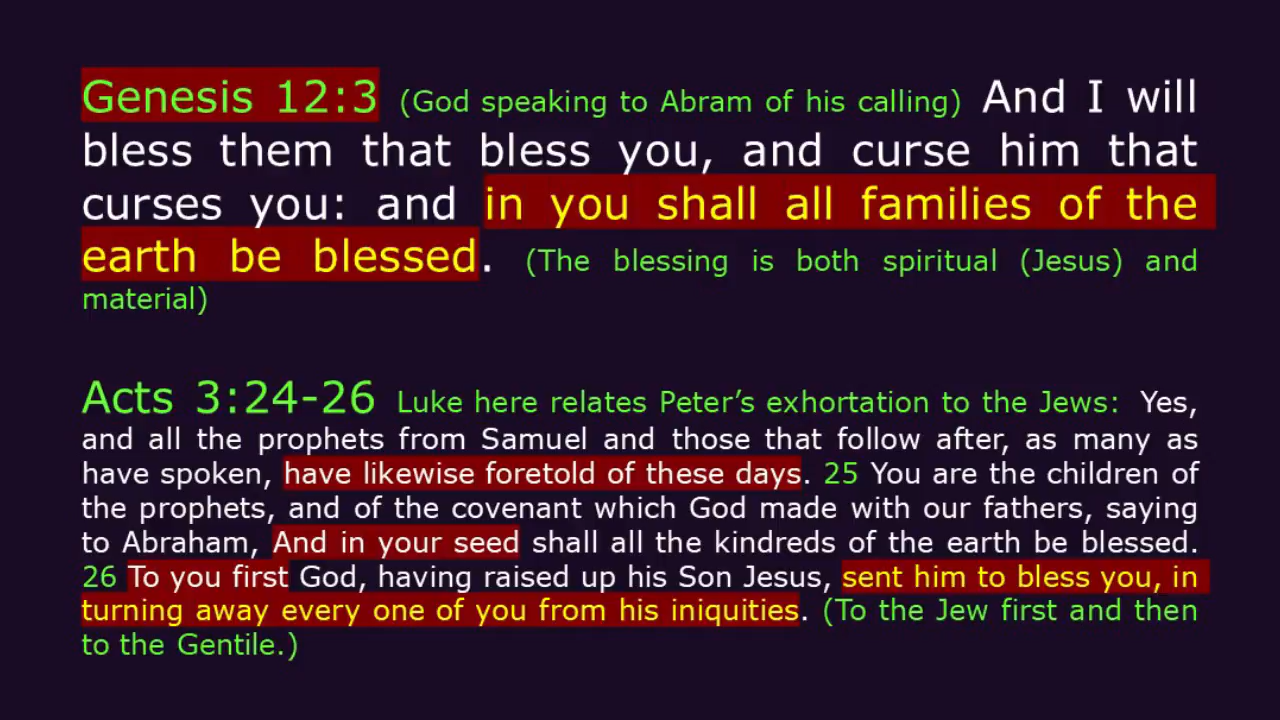 Genesis 12:3 (God speaking to Abram of his calling) And I will
bless them that bless you, and curse him that
curses you: and in you shall all families of the
earth be blessed. (The blessing is both spiritual (Jesus) and
material)
Acts 3:24-26 Luke here relates Peter’s exhortation to the Jews: Yes,
and all the prophets from Samuel and those that follow after, as many as
have spoken, have likewise foretold of these days. 25 You are the children of
the prophets, and of the covenant which God made with our fathers, saying
to Abraham, And in your seed shall all the kindreds of the earth be blessed.
26 To you first God, having raised up his Son Jesus, sent him to bless you, in
turning away every one of you from his iniquities. (To the Jew first and then
to the Gentile.)